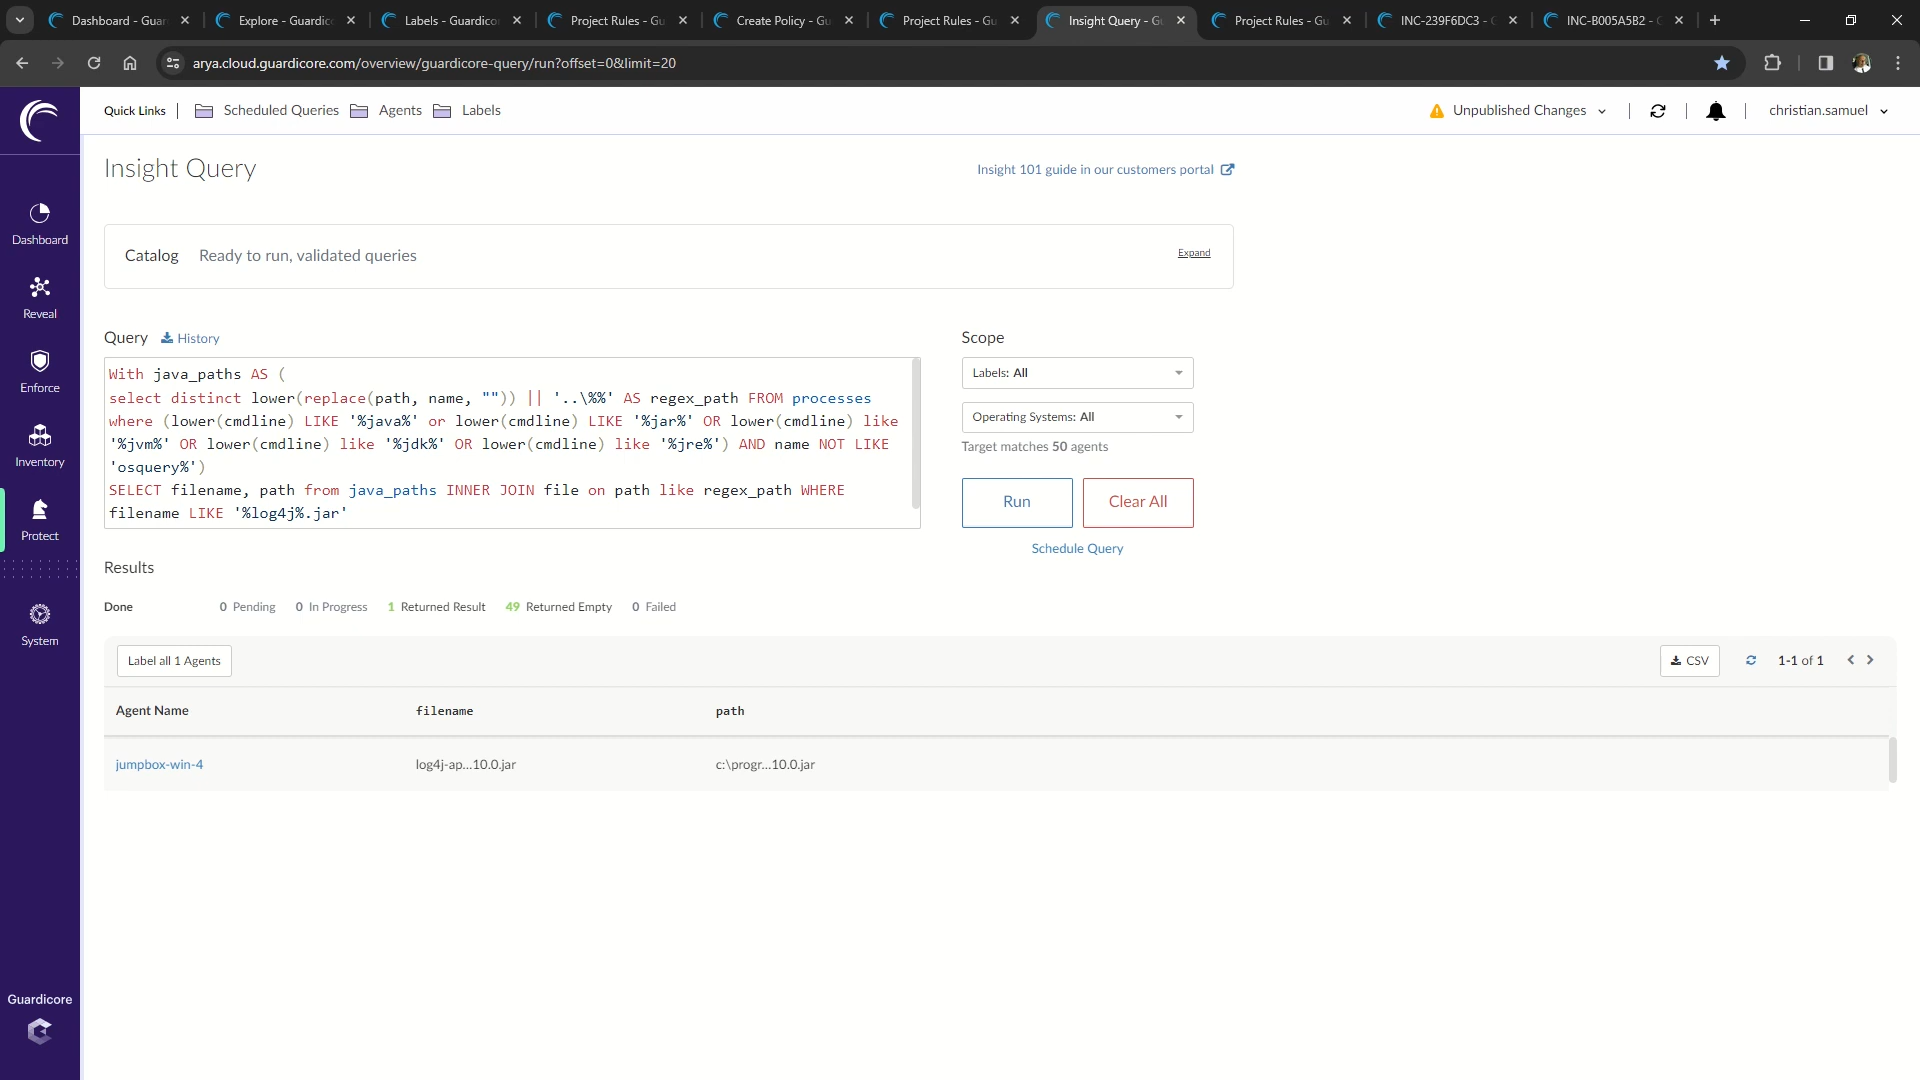 Dashboard - Guar
Explore - Guardic
Labels - Guardicor
Project Rules - Gu
Create Policy - Gu
Project Rules - Gu
Insight Query - Gu
Project Rules - Gu
INC-239F6DC3 - G
INC-B005A5B2 - G
arya.cloud.guardicore.com/overview/guardicore-query/run?offset=0&limit=20
Quick Links
Scheduled Queries
Agents
Labels
Unpublished Changes
christian.samuel
Dashboard
Reveal
Enforce
Inventory
Protect
System
Guardicore
Insight Query
Insight 101 guide in our customers portal
Catalog Ready to run, validated queries
Expand
Query History
With java_paths AS (
select distinct lower(replace(path, name, "")) || '..\%%' AS regex_path FROM processes
where (lower(cmdline) LIKE '%java%' or lower(cmdline) LIKE '%jar%' OR lower(cmdline) like
'%jvm%' OR lower(cmdline) like '%jdk%' OR lower(cmdline) like '%jre%') AND name NOT LIKE
'osquery%')
SELECT filename, path from java_paths INNER JOIN file on path like regex_path WHERE
filename LIKE '%log4j%.jar'
Scope
Labels: All
Operating Systems: All
Target matches 50 agents
Run
Clear All
Schedule Query
Results
Done 0 Pending 0 In Progress 1 Returned Result 49 Returned Empty 0 Failed
Label all 1 Agents
CSV
1-1 of 1
Agent Name filename path
jumpbox-win-4 log4j-ap...10.0.jar c:\progr...10.0.jar